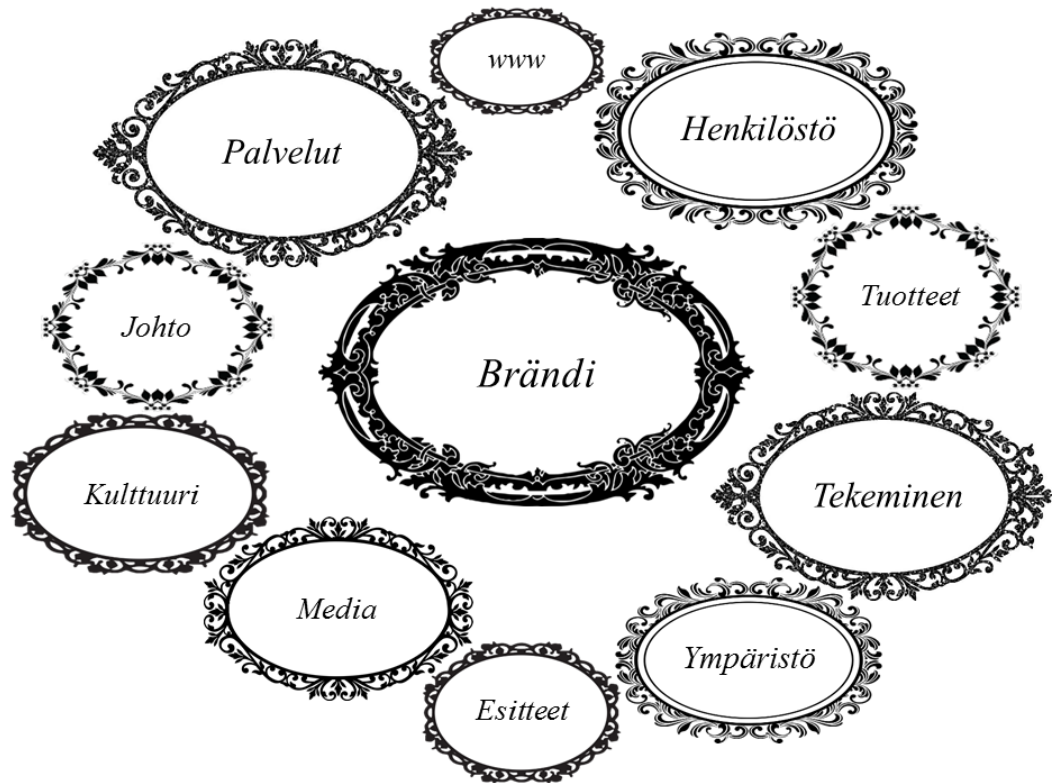 www
Palvelut
Henkilöstö
Johto
Tuotteet
Brändi
Kulttuuri
Tekeminen
Media
Ympäristö
Esitteet